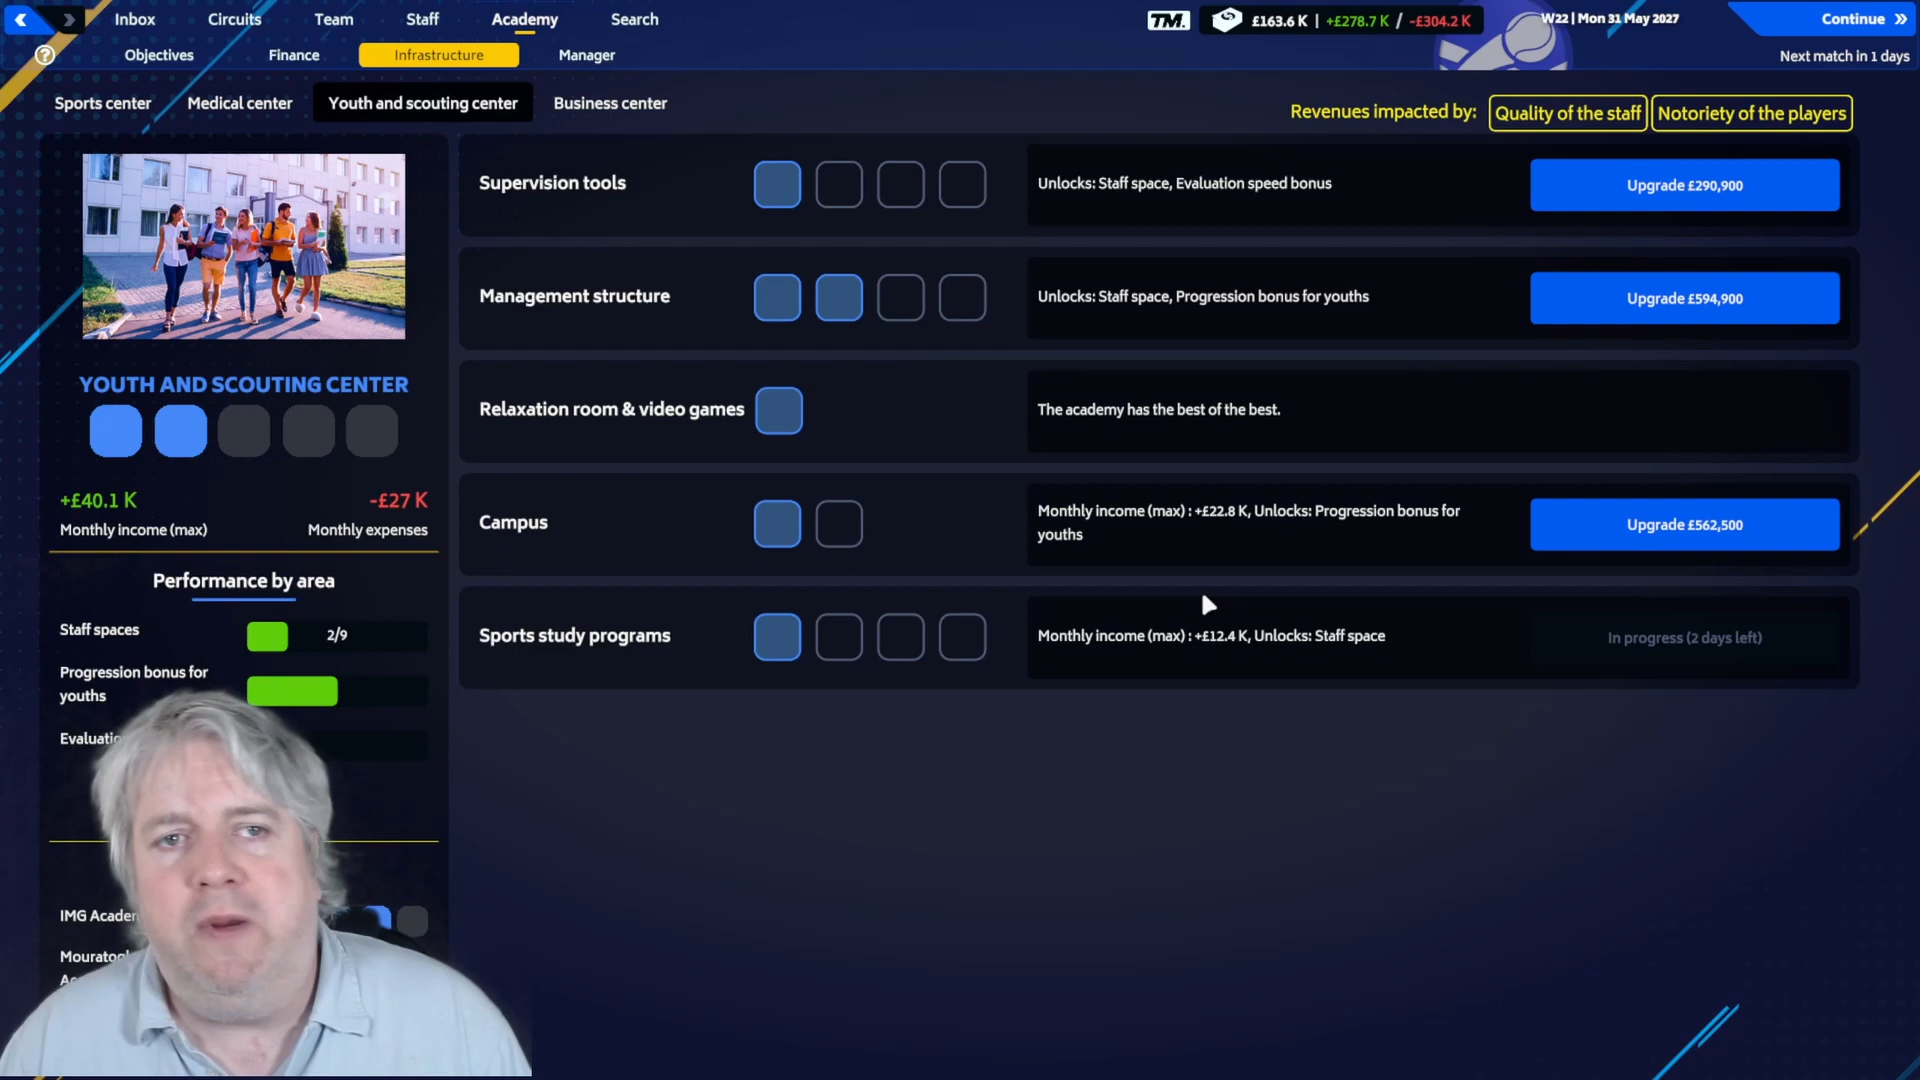 Inbox
Circuits
Team
Staff
Academy
Search
TM.
£163.6 K | +£278.7 K / -£304.2 K
W22 | Mon 31 May 2027
Continue
Objectives
Finance
Infrastructure
Manager
Next match in 1 days
Sports center
Medical center
Youth and scouting center
Business center
Revenues impacted by:
Quality of the staff
Notoriety of the players
YOUTH AND SCOUTING CENTER
+£40.1 K
-£27 K
Monthly income (max)
Monthly expenses
Performance by area
Staff spaces
2/9
Progression bonus for
youths
Supervision tools
Unlocks: Staff space, Evaluation speed bonus
Upgrade £290,900
Management structure
Unlocks: Staff space, Progression bonus for youths
Upgrade £594,900
Relaxation room & video games
The academy has the best of the best.
Campus
Monthly income (max) : +£22.8 K, Unlocks: Progression bonus for
youths
Upgrade £562,500
Sports study programs
Monthly income (max) : +£12.4 K, Unlocks: Staff space
In progress (2 days left)